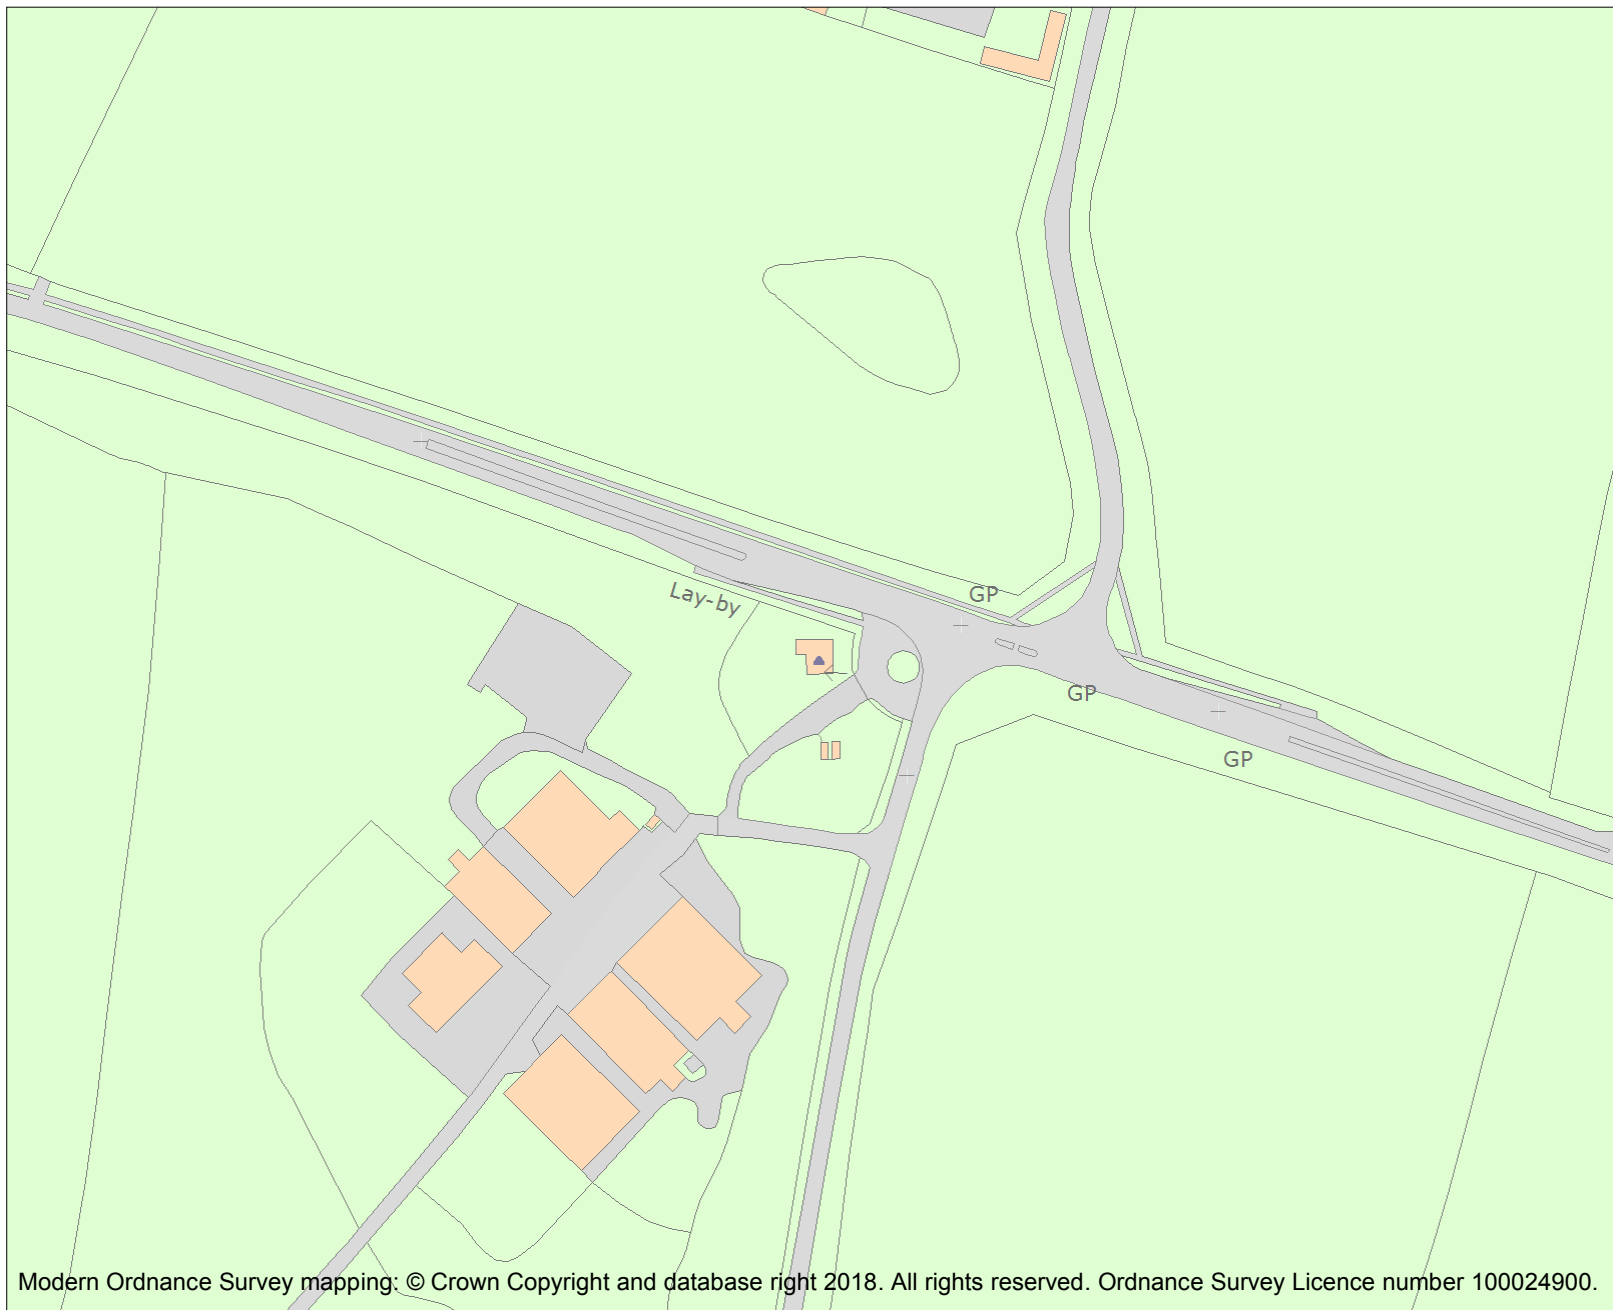 GP
Lay-by
GP
GP
Modern Ordnance Survey mapping: © Crown Copyright and database right 2018. All rights reserved. Ordnance Survey Licence number 100024900.